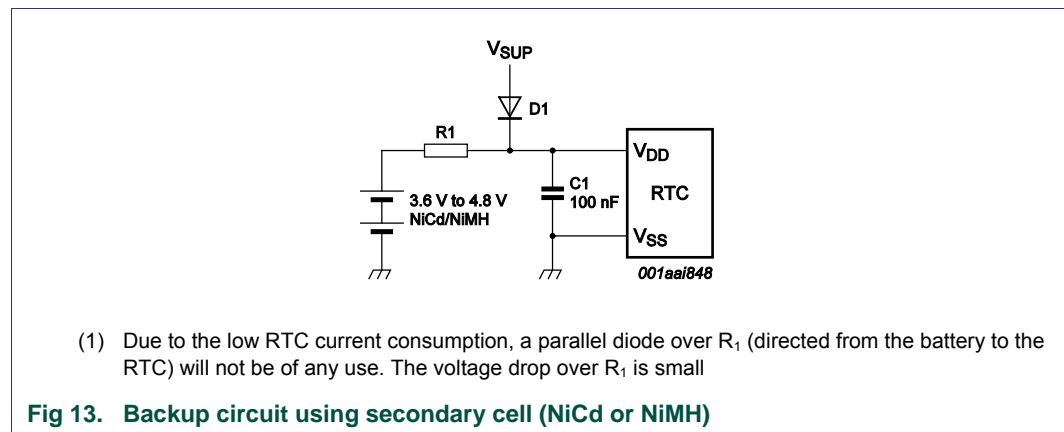 VSUP
D1
R1
VDD
C1
100 nF
RTC
3.6 V to 4.8 V
NiCd/NiMH
VSS
001aai848
(1) Due to the low RTC current consumption, a parallel diode over R1 (directed from the battery to the
RTC) will not be of any use. The voltage drop over R1 is small
Fig 13. Backup circuit using secondary cell (NiCd or NiMH)